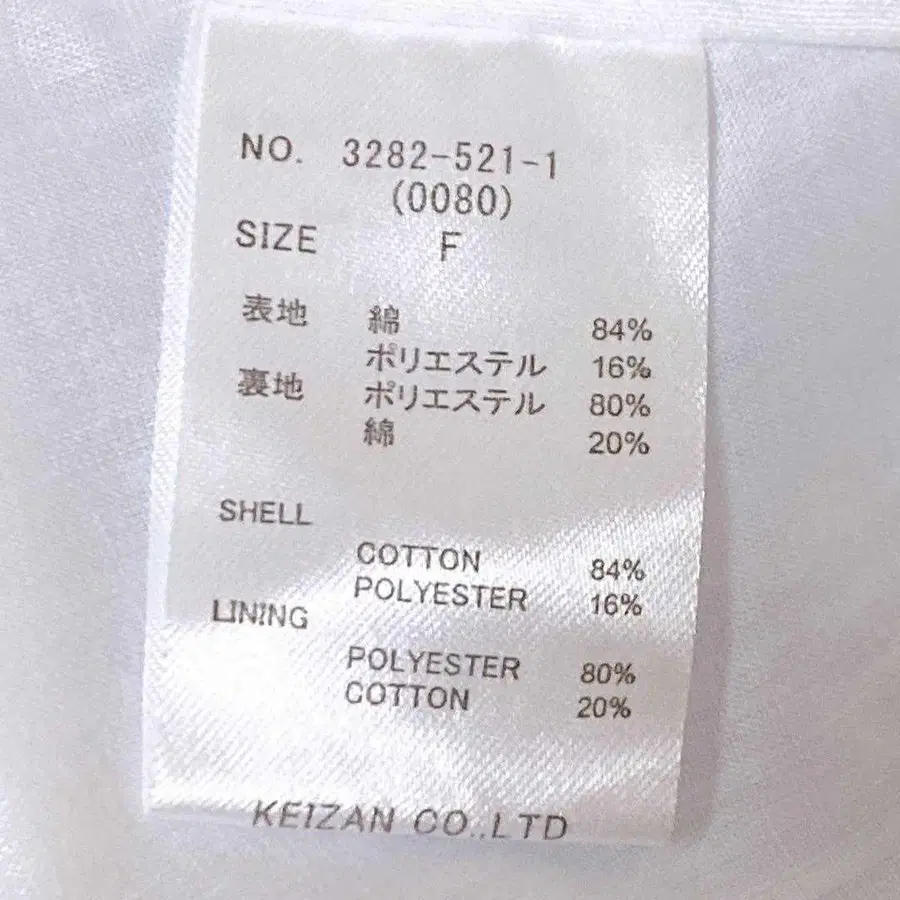 NO. 3282-521-1
(0080)
SIZE F
表地 綿 84%
ポリエステル 16%
裏地 ポリエステル 80%
綿 20%
SHELL
COTTON 84%
POLYESTER 16%
LINING
POLYESTER 80%
COTTON 20%
KEIZAN CO.,LTD